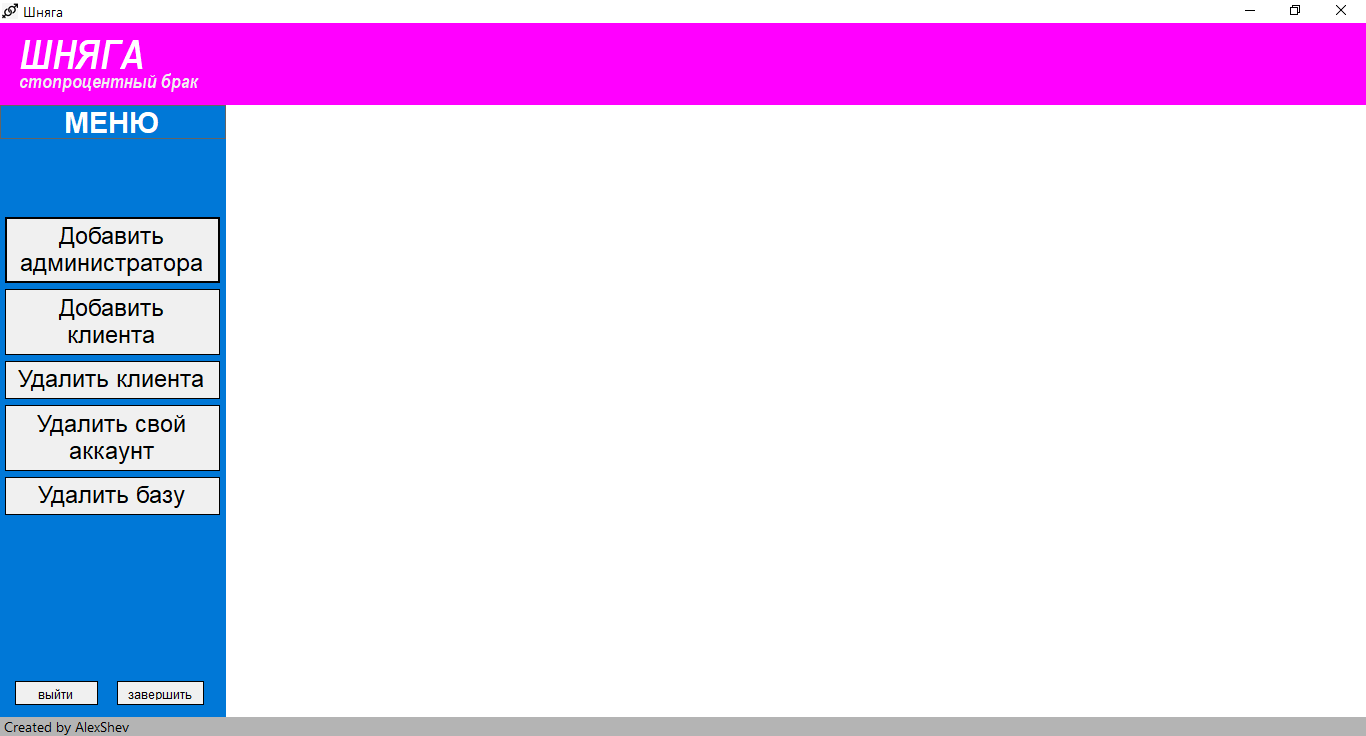 Шняга
ШНЯГА
стопроцентный брак
МЕНЮ
Добавить
администратора
Добавить
клиента
Удалить клиента
Удалить свой
аккаунт
Удалить базу
выйти
завершить
Created by AlexShev